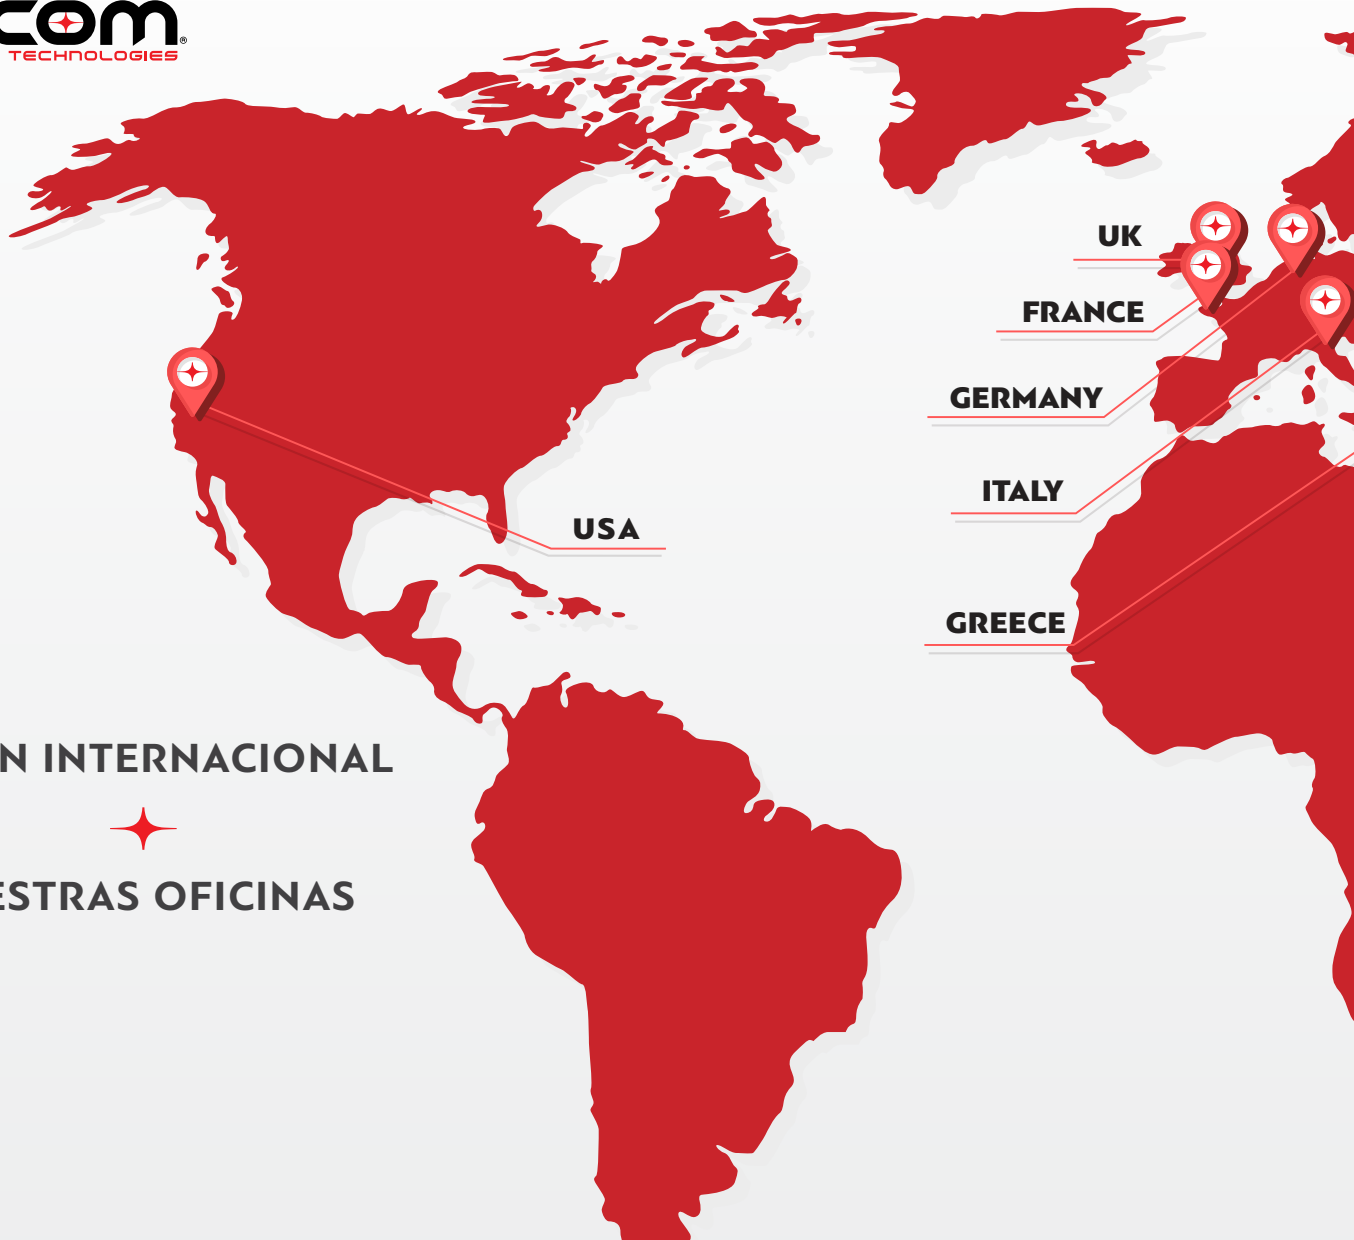 COM®
TECHNOLOGIES
UK
FRANCE
GERMANY
ITALY
USA
GREECE
N INTERNACIONAL
ESTRAS OFICINAS